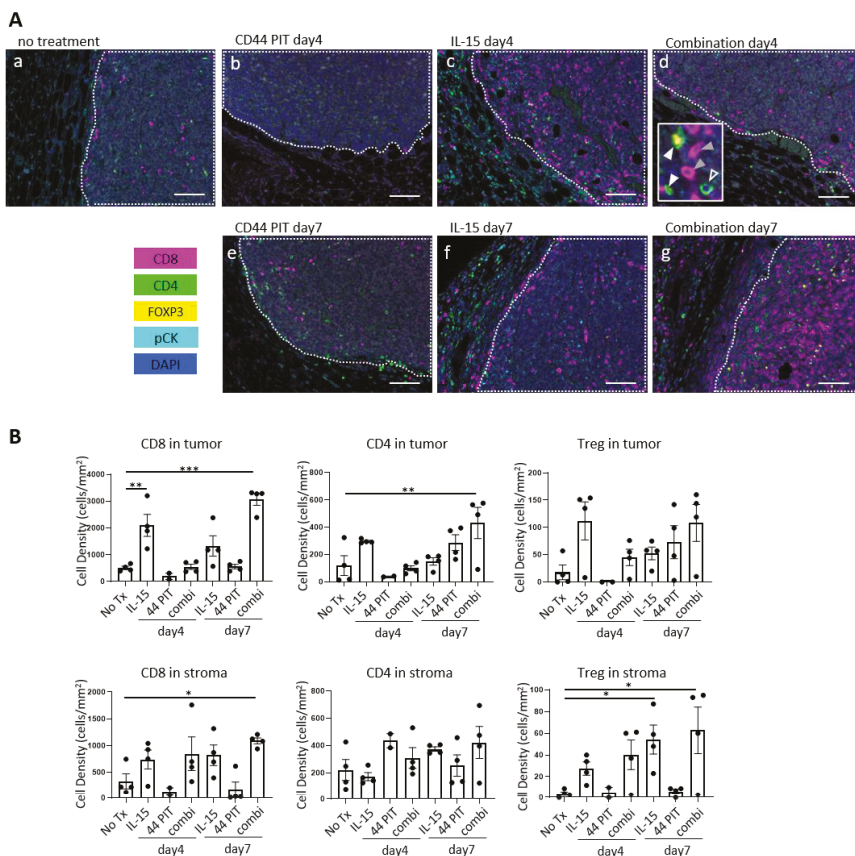 A
no treatment
CD44 PIT day4
IL-15 day4
Combination day4
a
b
c
d
CD44 PIT day7
IL-15 day7
Combination day7
e
f
g
CD8
CD4
FOXP3
pCK
DAPI
B
CD8 in tumor
Cell Density (cells/mm²)
4000
3000
2000
1000
0
**
***
No Tx
IL-15
44 PIT
combi
IL-15
44 PIT
combi
day4
day7
CD4 in tumor
Cell Density (cells/mm²)
800
600
400
200
0
**
No Tx
IL-15
44 PIT
combi
IL-15
44 PIT
combi
day4
day7
Treg in tumor
Cell Density (cells/mm²)
200
150
100
50
0
No Tx
IL-15
44 PIT
combi
IL-15
44 PIT
combi
day4
day7
CD8 in stroma
Cell Density (cells/mm²)
2000
1500
1000
500
0
*
No Tx
IL-15
44 PIT
combi
IL-15
44 PIT
combi
day4
day7
CD4 in stroma
Cell Density (cells/mm²)
800
600
400
200
0
No Tx
IL-15
44 PIT
combi
IL-15
44 PIT
combi
day4
day7
Treg in stroma
Cell Density (cells/mm²)
100
80
60
40
20
0
*
*
No Tx
IL-15
44 PIT
combi
IL-15
44 PIT
combi
day4
day7